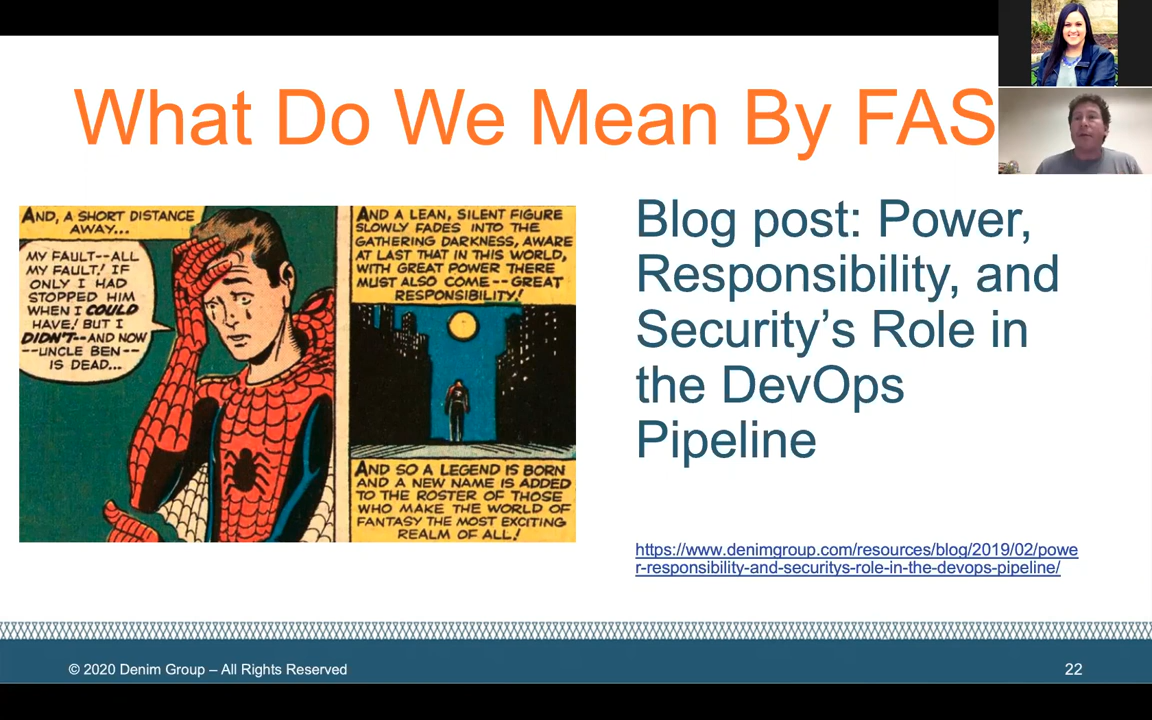 What Do We Mean By FAS
AND, A SHORT DISTANCE
AWAY...
MY FAULT--ALL
MY FAULT! IF
ONLY I HAD
STOPPED HIM
WHEN I COULD
HAVE! BUT I
DIDN'T--AND NOW
--UNCLE BEN--
IS DEAD...
AND A LEAN, SILENT FIGURE
SLOWLY FADES INTO THE
GATHERING DARKNESS, AWARE
AT LAST THAT IN THIS WORLD,
WITH GREAT POWER THERE
MUST ALSO COME--GREAT
RESPONSIBILITY!
AND SO A LEGEND IS BORN
AND A NEW NAME IS ADDED
TO THE ROSTER OF THOSE
WHO MAKE THE WORLD OF
FANTASY THE MOST EXCITING
REALM OF ALL!
Blog post: Power,
Responsibility, and
Security's Role in
the DevOps
Pipeline
https://www.denimgroup.com/resources/blog/2019/02/powe
r-responsibility-and-securitys-role-in-the-devops-pipeline/
© 2020 Denim Group – All Rights Reserved
22